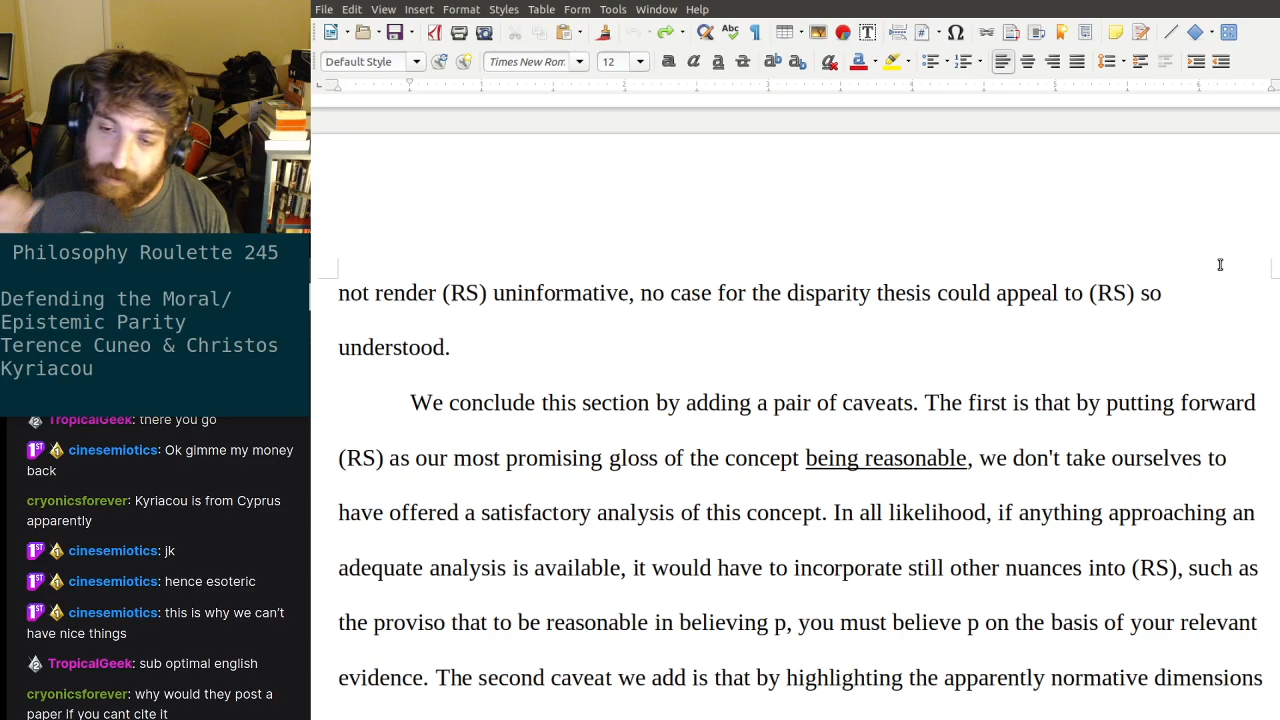 File Edit View Insert Format Styles Table Form Tools Window Help
Default Style
Times New Rom
12
Philosophy Roulette 245
Defending the Moral/
Epistemic Parity
Terence Cuneo & Christos
Kyriacou
TropicalGeek: there you go
cinesemiotics: Ok gImme my money
back
cryonicsforever: Kyriacou is from Cyprus
apparently
cinesemiotics: jk
cinesemiotics: hence esoteric
cinesemiotics: this is why we can't
have nice things
TropicalGeek: sub optimal english
cryonicsforever: why would they post a
paper if you cant cite it
not render (RS) uninformative, no case for the disparity thesis could appeal to (RS) so
understood.
We conclude this section by adding a pair of caveats. The first is that by putting forward
(RS) as our most promising gloss of the concept being reasonable, we don't take ourselves to
have offered a satisfactory analysis of this concept. In all likelihood, if anything approaching an
adequate analysis is available, it would have to incorporate still other nuances into (RS), such as
the proviso that to be reasonable in believing p, you must believe p on the basis of your relevant
evidence. The second caveat we add is that by highlighting the apparently normative dimensions